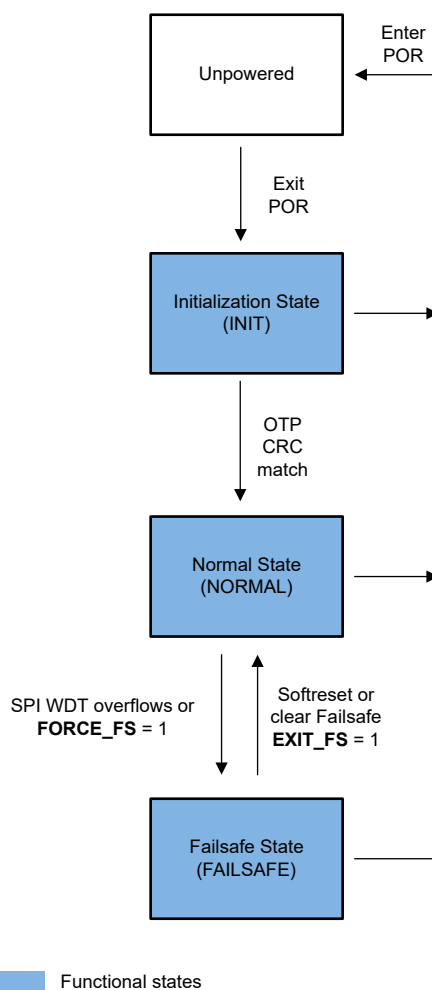 Enter
POR
Unpowered
Exit
POR
Initialization State
(INIT)
OTP
CRC
match
Normal State
(NORMAL)
SPI WDT overflows or
FORCE_FS = 1
Softreset or
clear Failsafe
EXIT_FS = 1
Failsafe State
(FAILSAFE)
Functional states